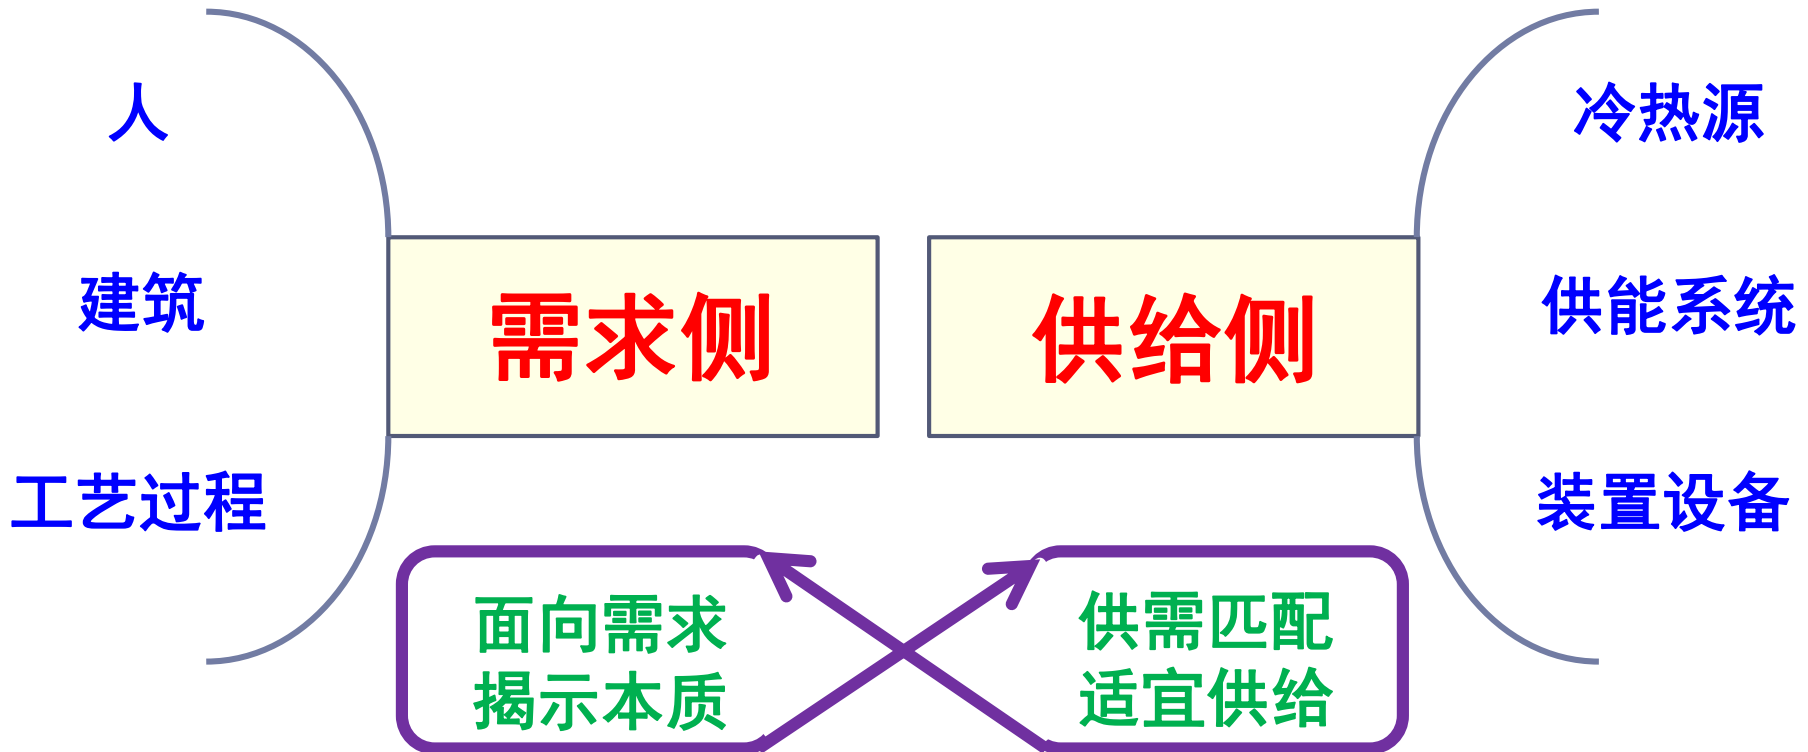 人
建筑
工艺过程
需求侧
供给侧
冷热源
供能系统
装置设备
面向需求
揭示本质
供需匹配
适宜供给